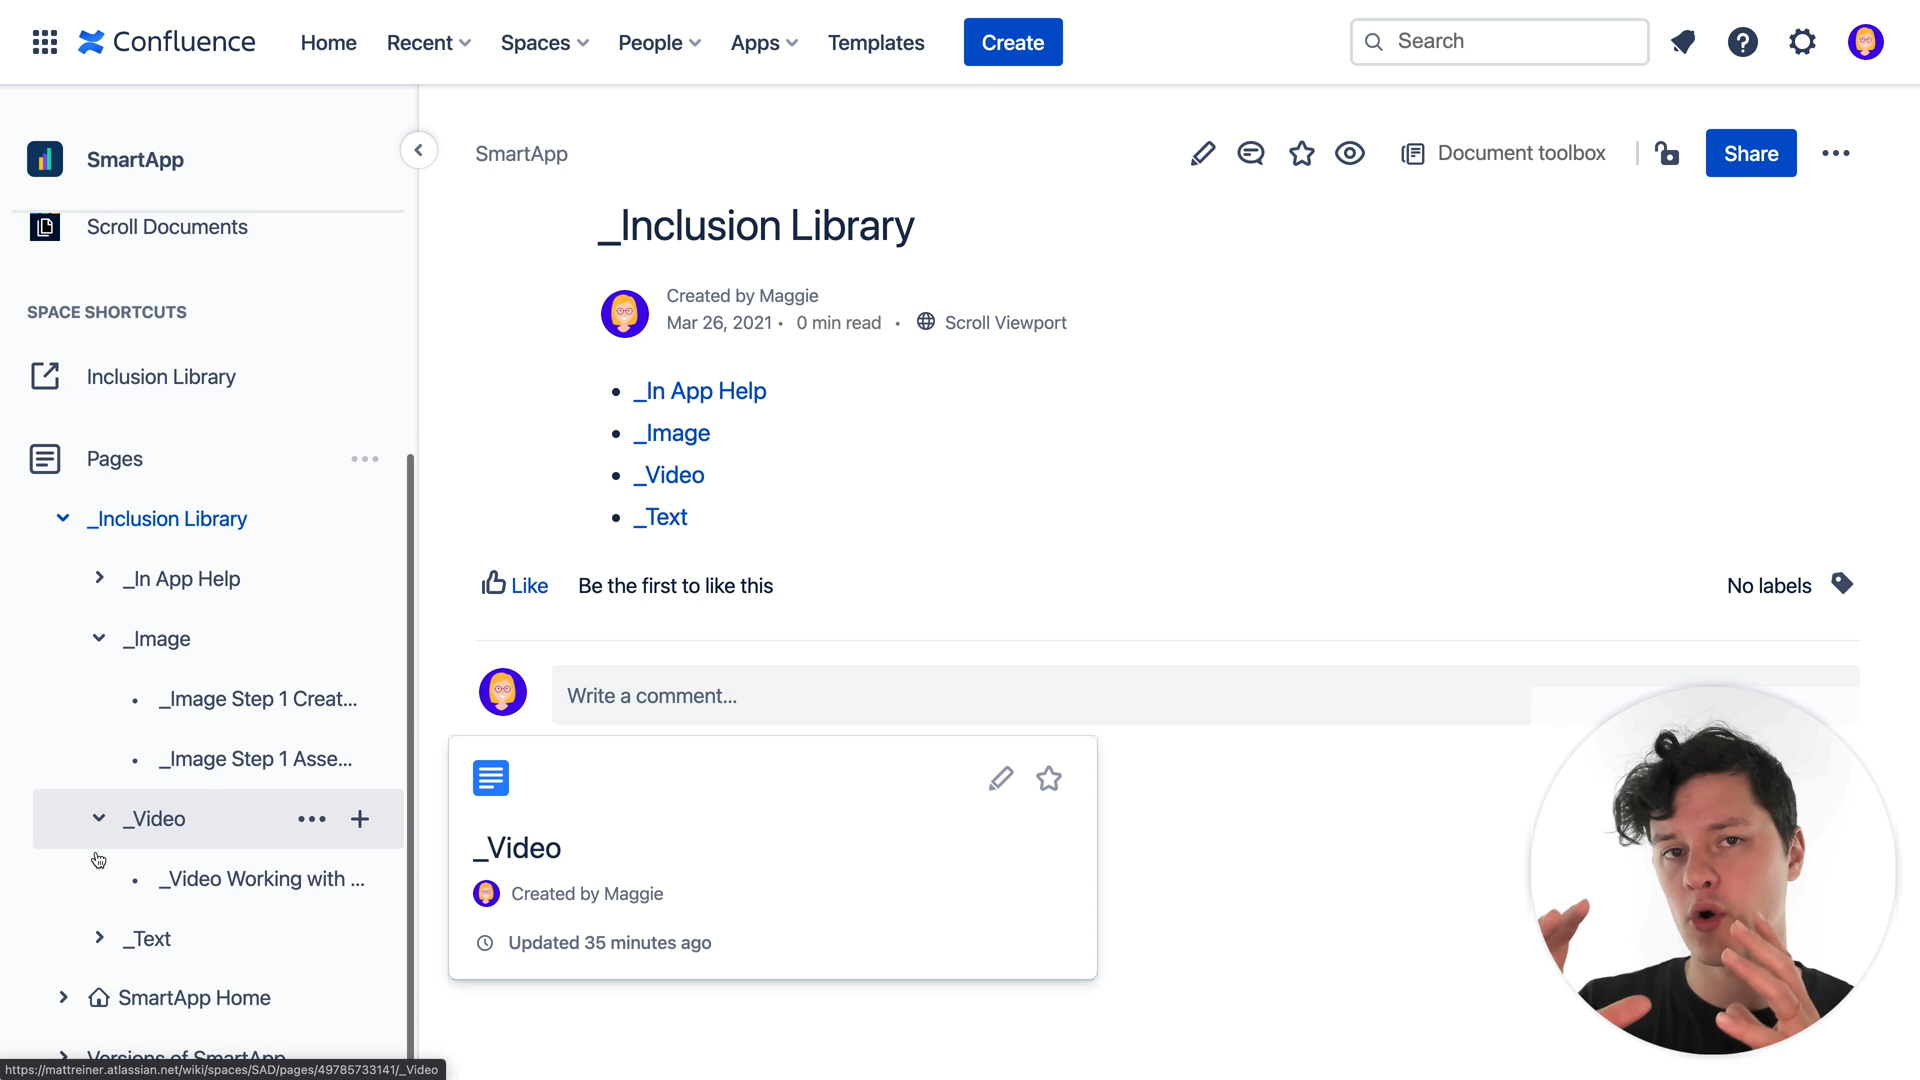 Confluence
Home
Recent
Spaces
People
Apps
Templates
Create
Search
SmartApp
Scroll Documents
SPACE SHORTCUTS
Inclusion Library
Pages
_Inclusion Library
_In App Help
_Image
_Image Step 1 Creat...
_Image Step 1 Asse...
_Video
_Video Working with ...
_Text
SmartApp Home
Versions of SmartApp
https://mattreiner.atlassian.net/wiki/spaces/SAD/pages/49785733141/_Video
SmartApp
Document toolbox
Share
_Inclusion Library
Created by Maggie
Mar 26, 2021 • 0 min read • Scroll Viewport
• _In App Help
• _Image
• _Video
• _Text
Like
Be the first to like this
No labels
Write a comment...
_Video
Created by Maggie
Updated 35 minutes ago